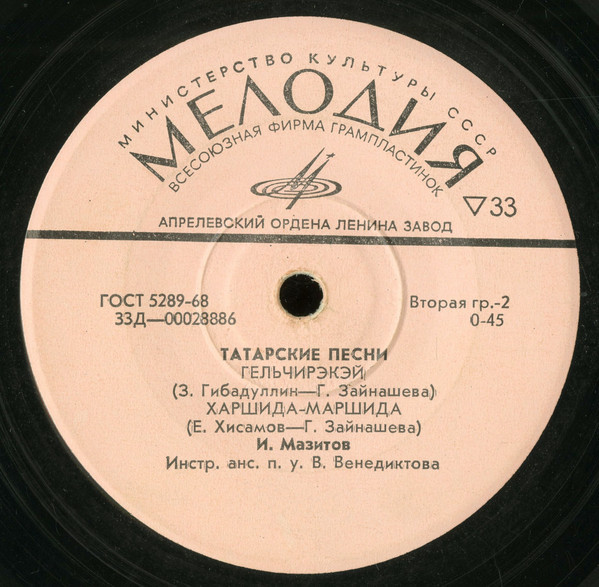 МИНИСТЕРСТВО КУЛЬТУРЫ СССР
МЕЛОДИЯ
ВСЕСОЮЗНАЯ ФИРМА ГРАМПЛАСТИНОК
▽33
АПРЕЛЕВСКИЙ ОРДЕНА ЛЕНИНА ЗАВОД
ГОСТ 5289-68
Вторая гр.-2
33Д—00028886
0-45
ТАТАРСКИЕ ПЕСНИ
ГЕЛЬЧИРЭКЭЙ
(З. Гибадуллин—Г. Зайнашева)
ХАРШИДА-МАРШИДА
(Е. Хисамов—Г. Зайнашева)
И. Мазитов
Инстр. анс. п. у. В. Венедиктова